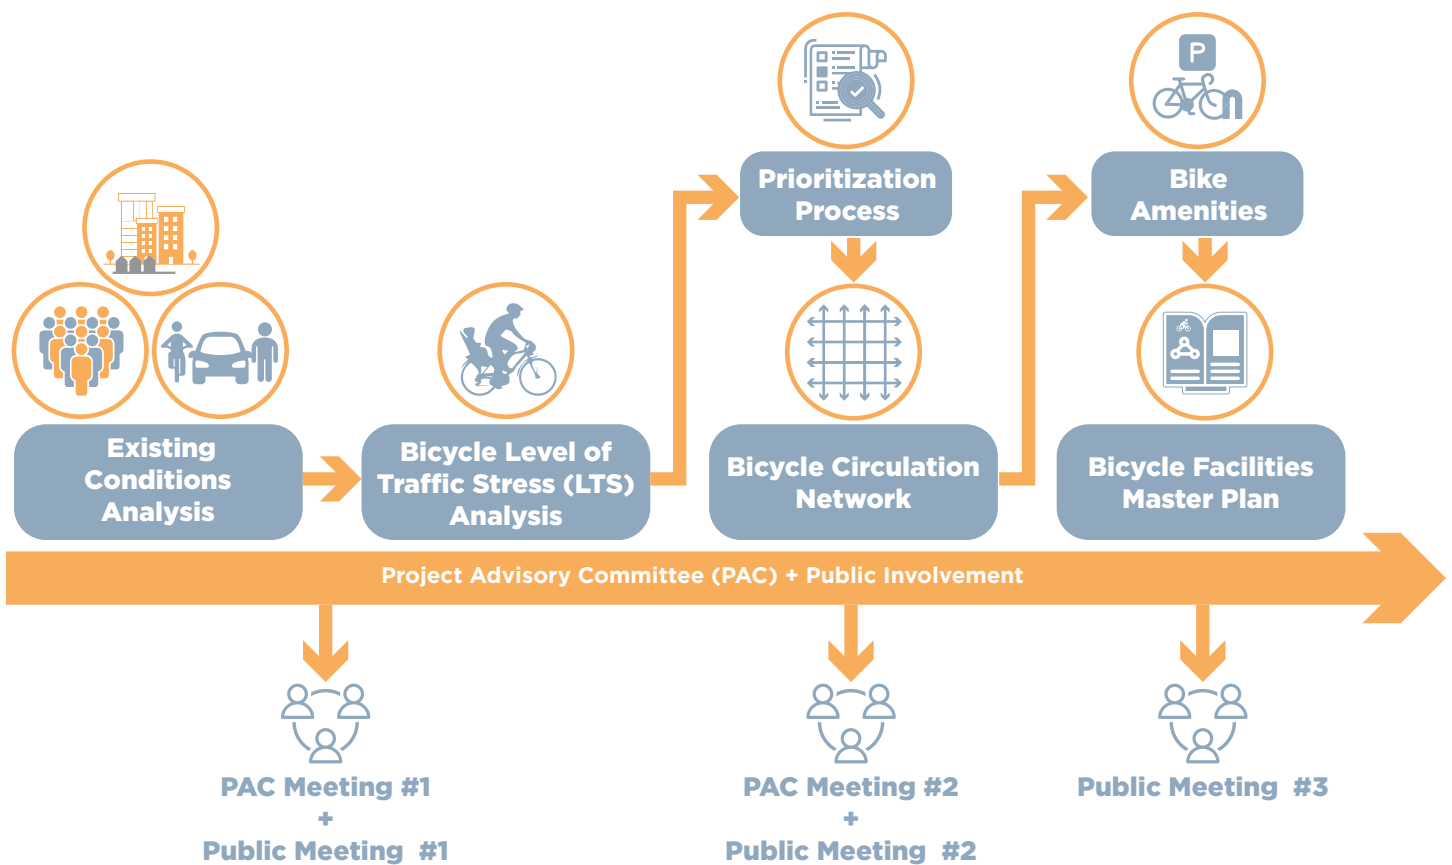 P
Prioritization
Process
Bike
Amenities
Existing
Conditions
Analysis
Bicycle Level of
Traffic Stress (LTS)
Analysis
Bicycle Circulation
Network
Bicycle Facilities
Master Plan
Project Advisory Committee (PAC) + Public Involvement
PAC Meeting #1
+
Public Meeting #1
PAC Meeting #2
+
Public Meeting #2
Public Meeting #3